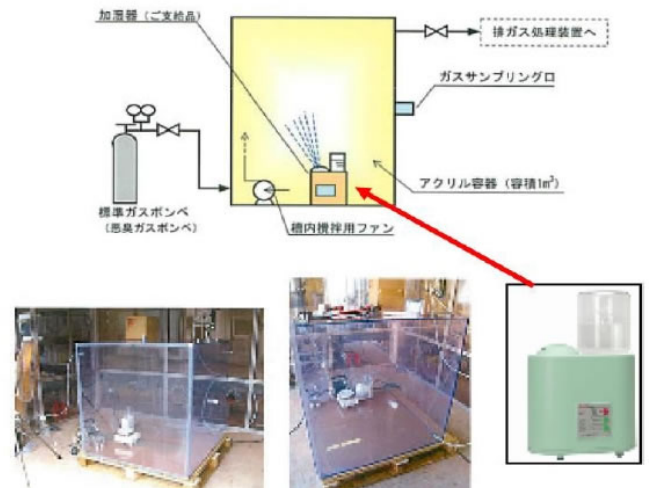 加湿器(ご支給品)
排ガス処理装置へ
ガスサンプリング口
アクリル容器(容積1m³)
標準ガスボンベ
(悪臭ガスボンベ)
槽内攪拌用ファン